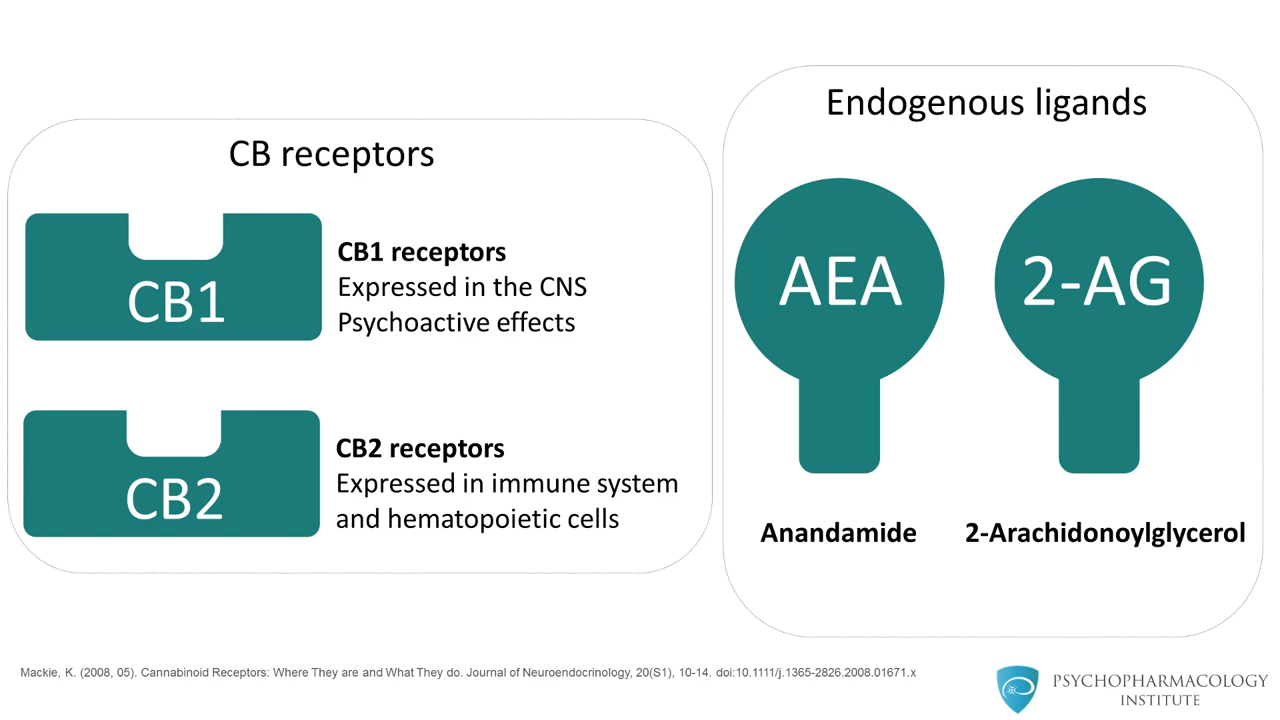 CB receptors
CB1
CB1 receptors
Expressed in the CNS
Psychoactive effects
CB2
CB2 receptors
Expressed in immune system
and hematopoietic cells
Endogenous ligands
AEA
2-AG
Anandamide
2-Arachidonoylglycerol
Mackie, K. (2008, 05). Cannabinoid Receptors: Where They are and What They do. Journal of Neuroendocrinology, 20(S1), 10-14. doi:10.1111/j.1365-2826.2008.01671.x
PSYCHOPHARMACOLOGY
INSTITUTE